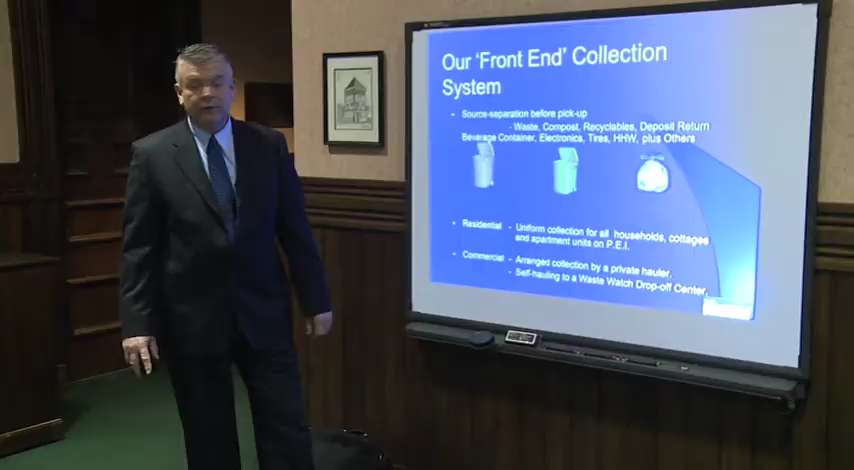 Our ‘Front End’ Collection
System
Source-separation before pick-up
- Waste, Compost, Recyclables, Deposit Return
Beverage Container, Electronics, Tires, HHW, plus Others
Residential - Uniform collection for all households, cottages
and apartment units on P.E.I.
Commercial - Arranged collection by a private hauler.
- Self-hauling to a Waste Watch Drop-off Center.